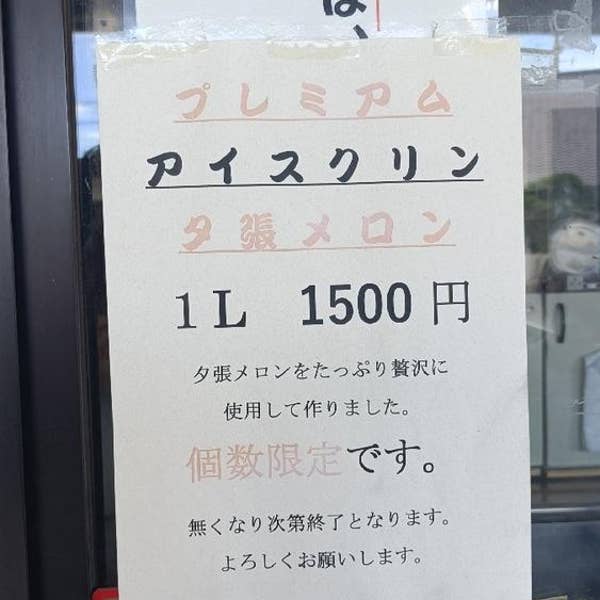 プレミアム
アイスクリン
夕張メロン
1L 1500円
夕張メロンをたっぷり贅沢に
使用して作りました。
個数限定です。
無くなり次第終了となります。
よろしくお願いします。